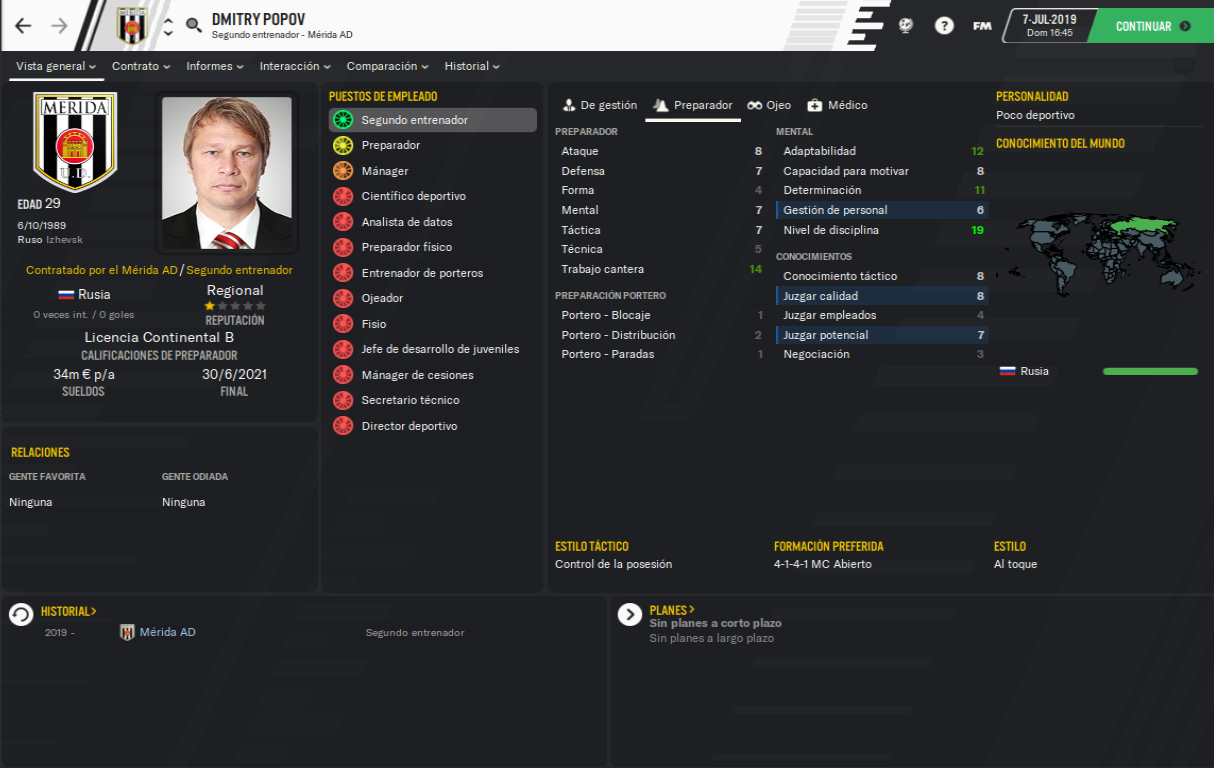 DMITRY POPOV
Segundo entrenador - Mérida AD
?
FM
7-JUL-2019
Dom 16:45
CONTINUAR
Vista general
Contrato
Informes
Interacción
Comparación
Historial
MERIDA
U.D.
EDAD 29
6/10/1989
Ruso Izhevsk
Contratado por el Mérida AD / Segundo entrenador
Rusia
0 veces int. / 0 goles
Regional
REPUTACIÓN
Licencia Continental B
CALIFICACIONES DE PREPARADOR
34m € p/a
SUELDOS
30/6/2021
FINAL
RELACIONES
GENTE FAVORITA
Ninguna
GENTE ODIADA
Ninguna
PUESTOS DE EMPLEADO
Segundo entrenador
Preparador
Mánager
Científico deportivo
Analista de datos
Preparador físico
Entrenador de porteros
Ojeador
Fisio
Jefe de desarrollo de juveniles
Mánager de cesiones
Secretario técnico
Director deportivo
De gestión
Preparador
Ojeo
Médico
PREPARADOR
Ataque 8
Defensa 7
Forma 4
Mental 7
Táctica 7
Técnica 5
Trabajo cantera 14
PREPARACIÓN PORTERO
Portero - Blocaje 1
Portero - Distribución 2
Portero - Paradas 1
MENTAL
Adaptabilidad 12
Capacidad para motivar 8
Determinación 11
Gestión de personal 6
Nivel de disciplina 19
CONOCIMIENTOS
Conocimiento táctico 8
Juzgar calidad 8
Juzgar empleados 4
Juzgar potencial 7
Negociación 3
PERSONALIDAD
Poco deportivo
CONOCIMIENTO DEL MUNDO
Rusia
ESTILO TÁCTICO
Control de la posesión
FORMACIÓN PREFERIDA
4-1-4-1 MC Abierto
ESTILO
Al toque
HISTORIAL >
2019 - Mérida AD Segundo entrenador
PLANES >
Sin planes a corto plazo
Sin planes a largo plazo